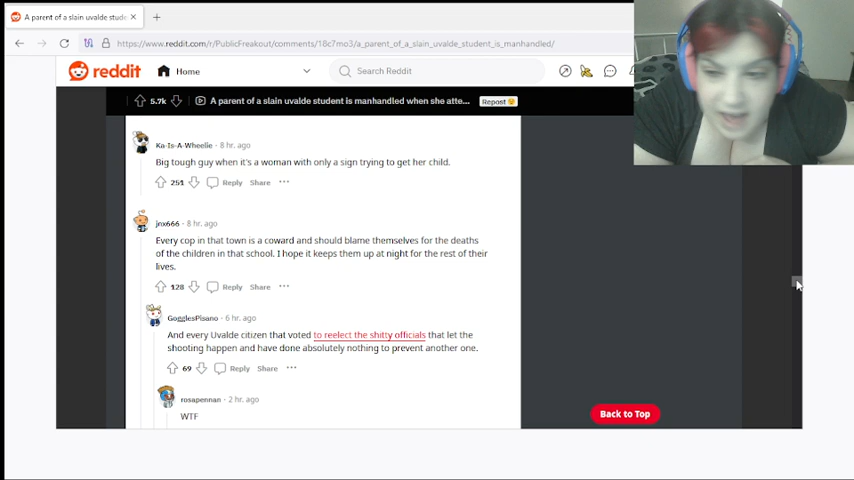 A parent of a slain uvalde stude
https://www.reddit.com/r/PublicFreakout/comments/18c7mo3/a_parent_of_a_slain_uvalde_student_is_manhandled/
reddit Home Search Reddit
5.7k A parent of a slain uvalde student is manhandled when she atte... Repost 😗
Ka-Is-A-Wheelie · 8 hr. ago
Big tough guy when it's a woman with only a sign trying to get her child.
251 Reply Share ...
jnx666 · 8 hr. ago
Every cop in that town is a coward and should blame themselves for the deaths
of the children in that school. I hope it keeps them up at night for the rest of their
lives.
128 Reply Share ...
GogglesPisano · 6 hr. ago
And every Uvalde citizen that voted to reelect the shitty officials that let the
shooting happen and have done absolutely nothing to prevent another one.
69 Reply Share ...
rosapennan · 2 hr. ago
WTF
Back to Top